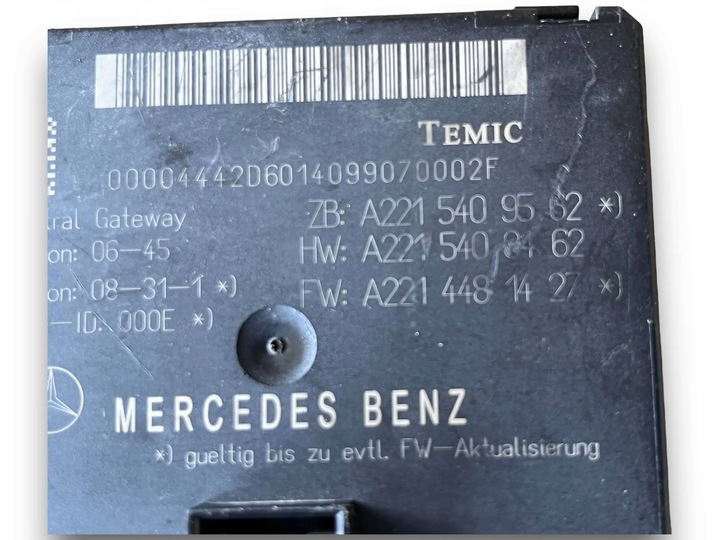 TEMIC
00004442D6014099070002F
tral Gateway ZB: A221 540 95 62 *)
on: 06-45 HW: A221 540 84 62
on: 08-31-1 *) FW: A221 448 14 27 *)
-ID: 000E *)
MERCEDES BENZ
*) gueltig bis zu evtl. FW-Aktualisierung